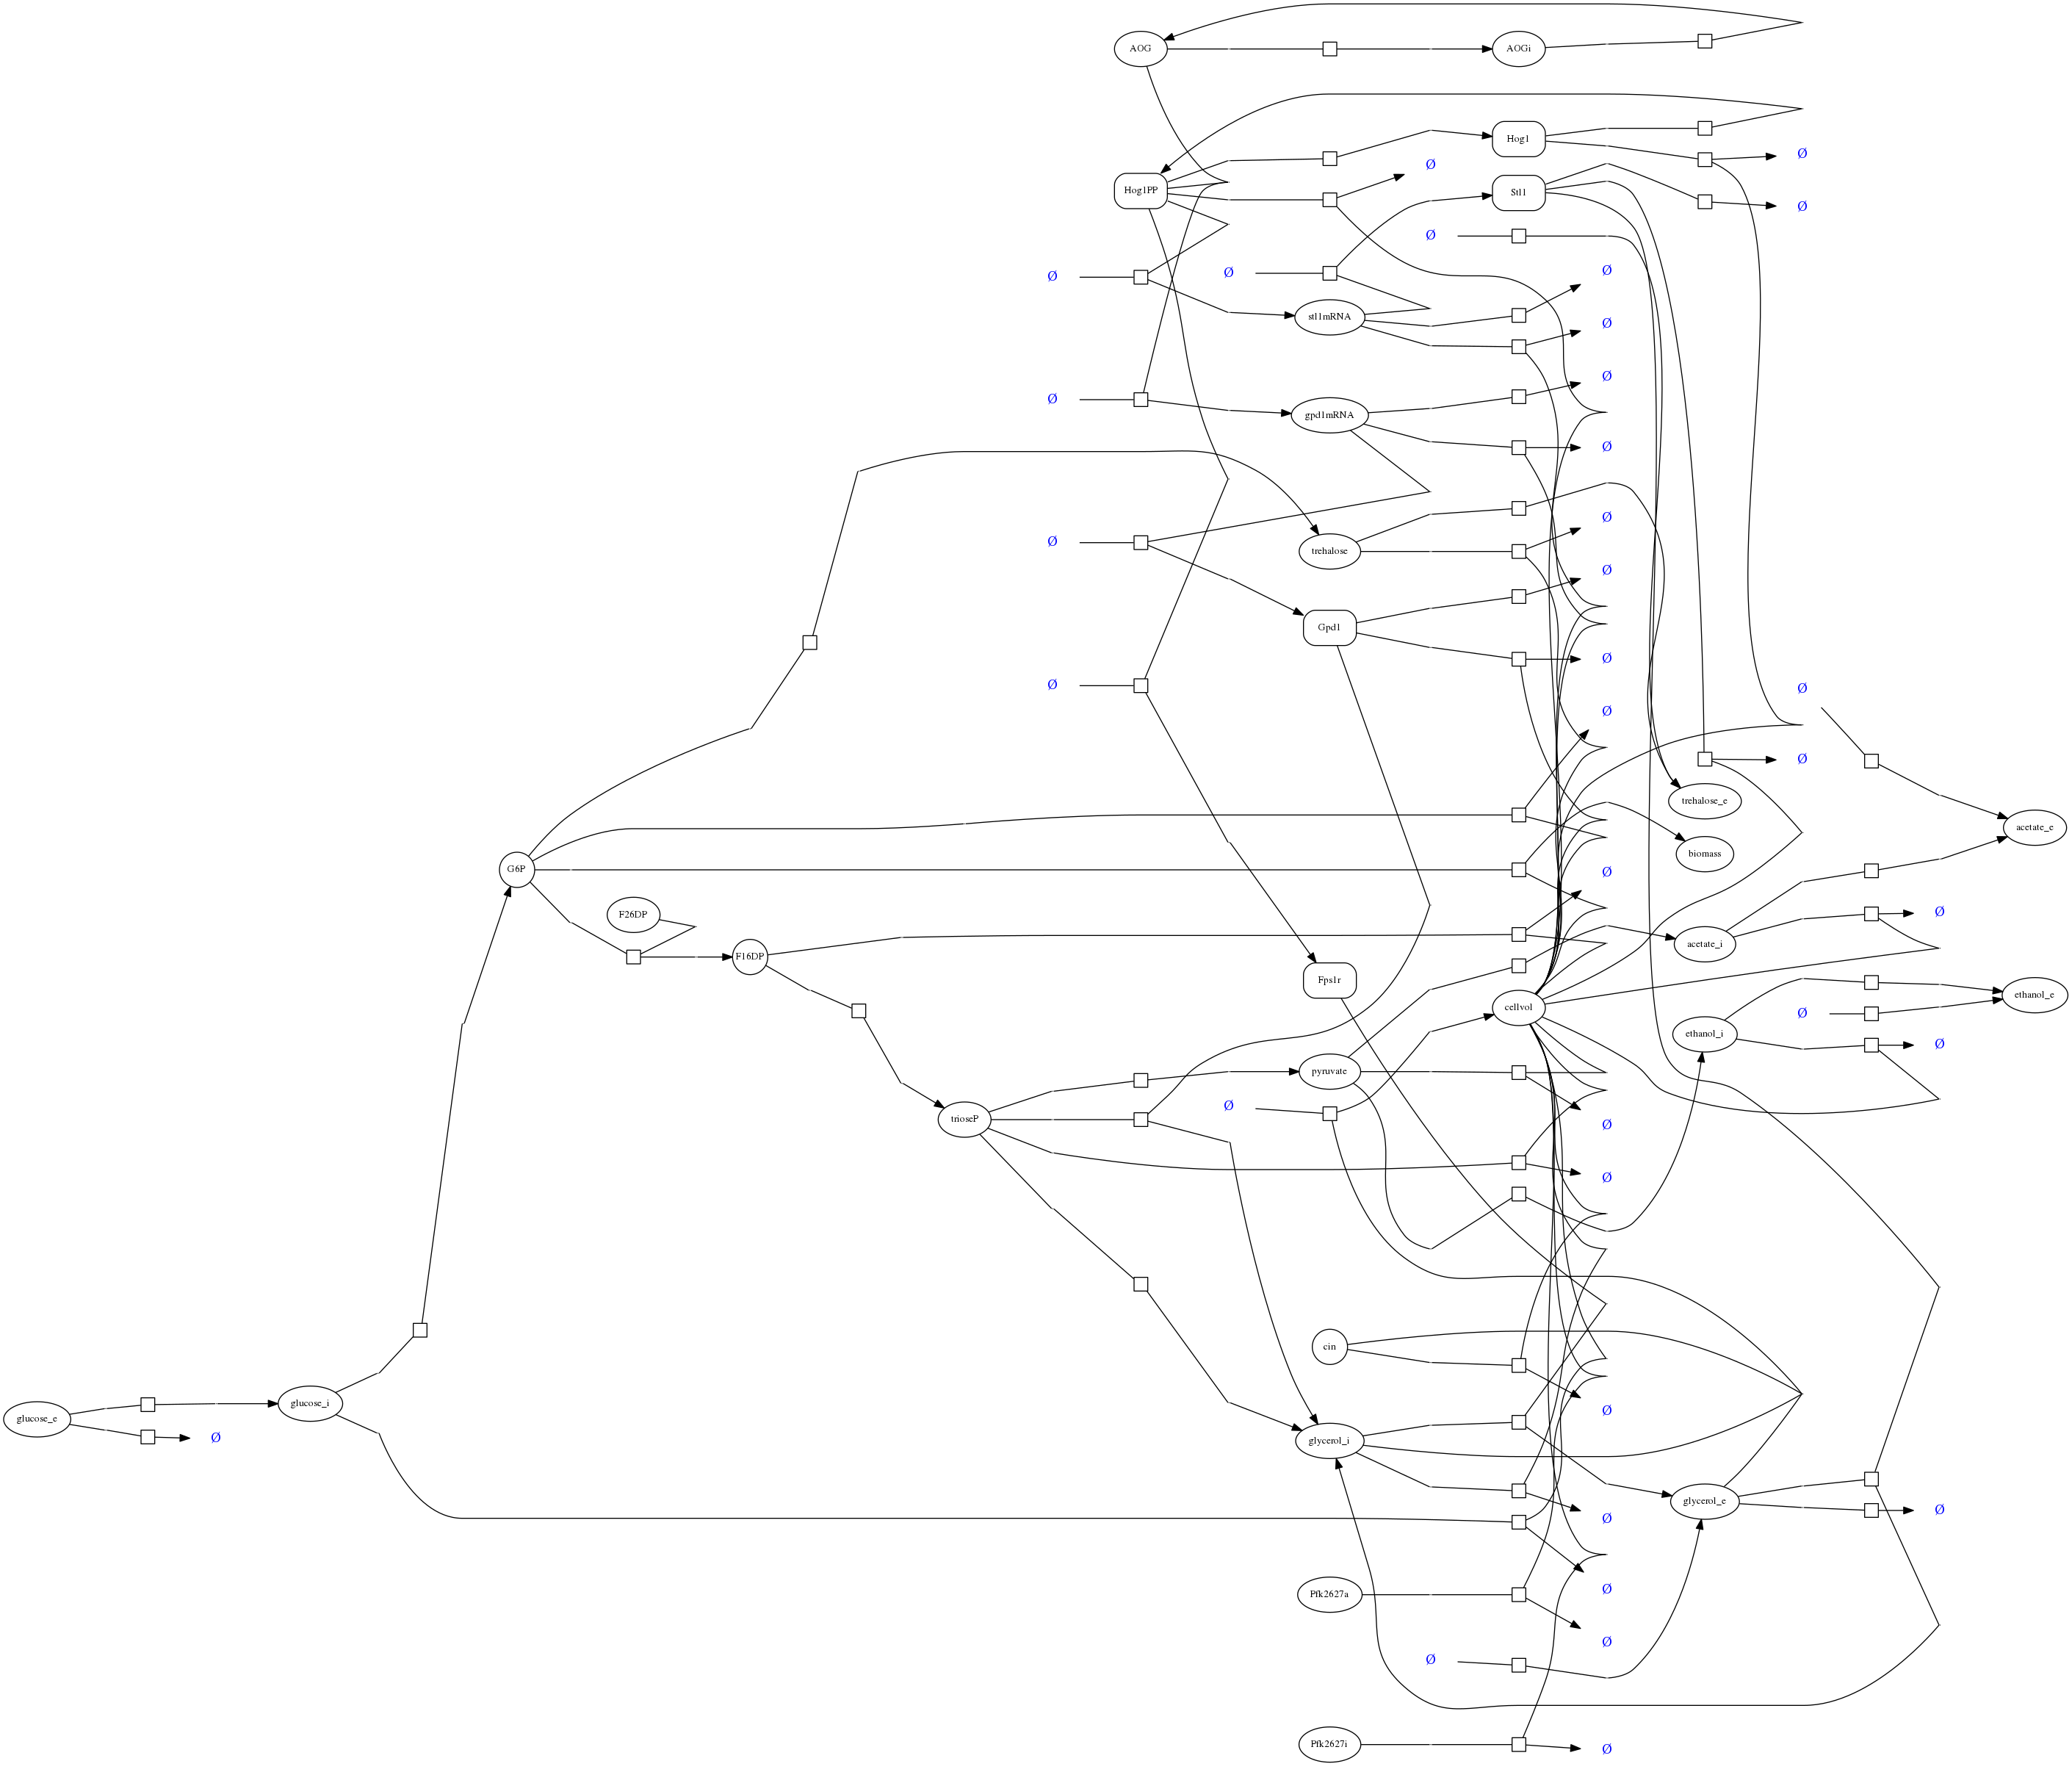 AOG
AOGi
Hog1
Ø
Ø
Hog1PP
Stl1
Ø
Ø
Ø
Ø
Ø
stl1mRNA
Ø
Ø
Ø
gpd1mRNA
Ø
Ø
Ø
trehalose
Ø
Gpd1
Ø
Ø
Ø
Ø
Ø
trehalose_e
acetate_e
biomass
G6P
Ø
F26DP
Ø
acetate_i
F16DP
Fps1r
ethanol_e
cellvol
Ø
ethanol_i
Ø
pyruvate
Ø
trioseP
Ø
Ø
cin
glucose_i
Ø
glucose_e
Ø
glycerol_i
glycerol_e
Ø
Ø
Ø
Pfk2627a
Ø
Ø
Pfk2627i
Ø